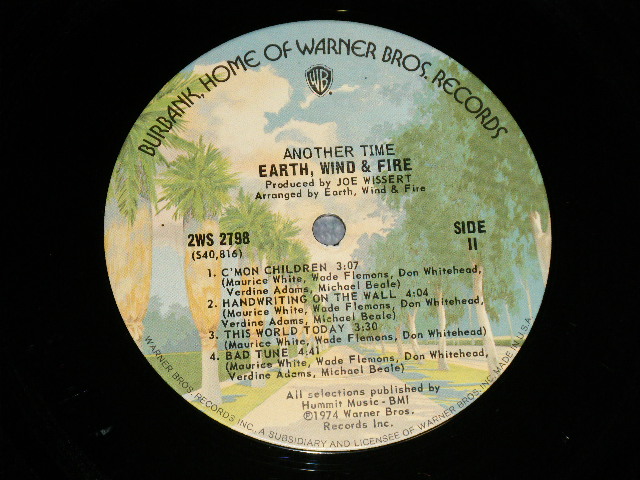 BURBANK, HOME OF WARNER BROS. RECORDS
WB
ANOTHER TIME
EARTH, WIND & FIRE
Produced by JOE WISSERT
Arranged by Earth, Wind & Fire
2WS 2798
(S40,816)
SIDE
II
1. C'MON CHILDREN 3:07
(Maurice White, Wade Flemons, Don Whitehead,
Verdine Adams, Michael Beale)
2. HANDWRITING ON THE WALL 4:04
(Maurice White, Wade Flemons, Don Whitehead,
Verdine Adams, Michael Beale)
3. THIS WORLD TODAY 3:30
(Maurice White, Wade Flemons, Don Whitehead)
4. BAD TUNE 4:41
(Maurice White, Wade Flemons, Don Whitehead,
Verdine Adams, Michael Beale)
All selections published by
Hummit Music - BMI
℗1974 Warner Bros.
Records Inc.
WARNER BROS. RECORDS INC., A SUBSIDIARY AND LICENSEE OF WARNER BROS. INC. MADE IN U.S.A.